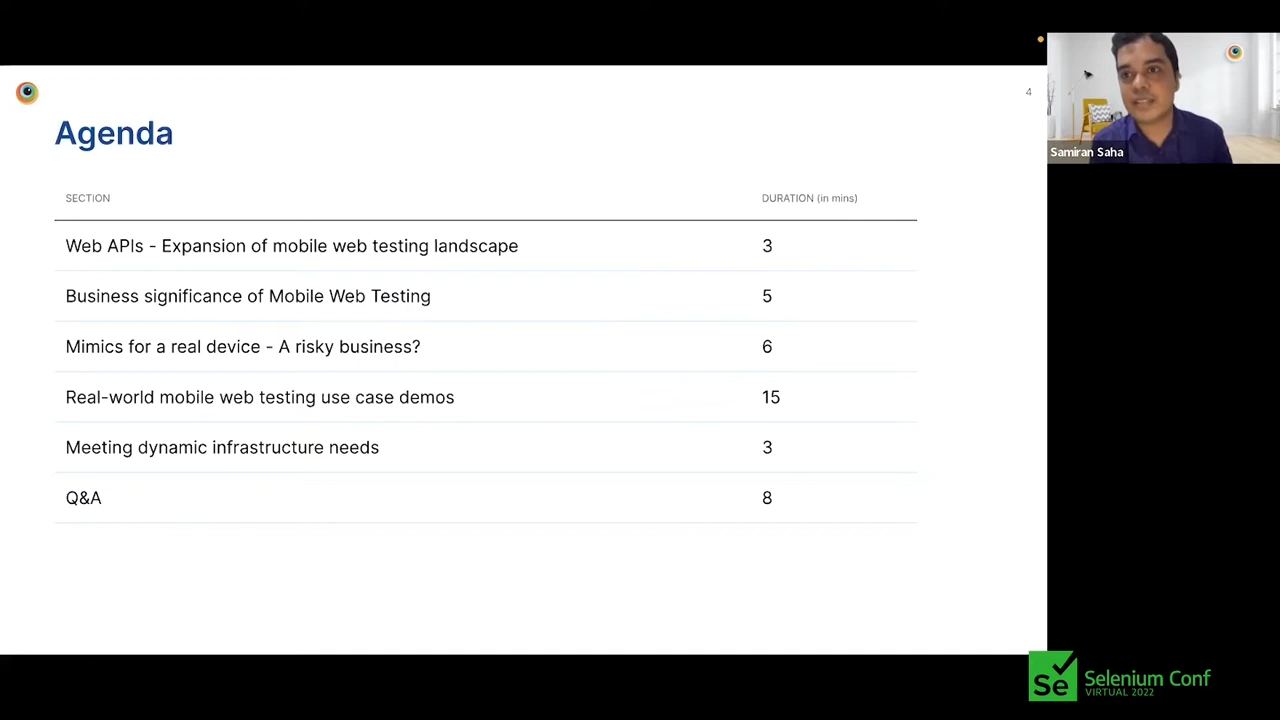 4
Agenda
SECTION DURATION (in mins)
Web APIs - Expansion of mobile web testing landscape 3
Business significance of Mobile Web Testing 5
Mimics for a real device - A risky business? 6
Real-world mobile web testing use case demos 15
Meeting dynamic infrastructure needs 3
Q&A 8
Samiran Saha
Se Selenium Conf
VIRTUAL 2022